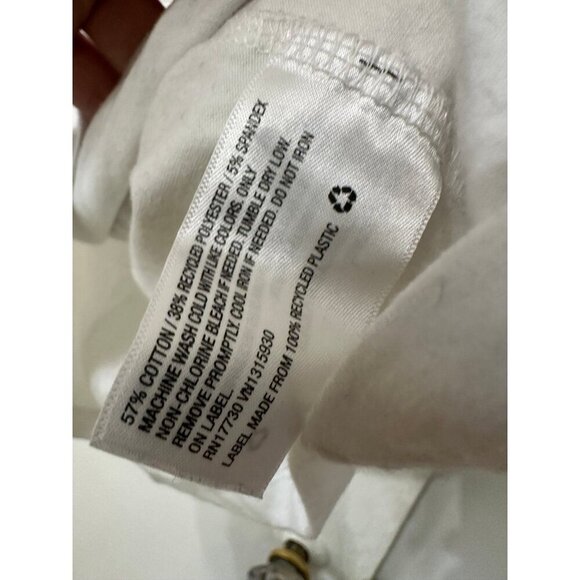 57% COTTON / 38% RECYCLED POLYESTER / 5% SPANDEX
MACHINE WASH COLD WITH LIKE COLORS. ONLY
NON-CHLORINE BLEACH IF NEEDED. TUMBLE DRY LOW.
REMOVE PROMPTLY. COOL IRON IF NEEDED. DO NOT IRON
ON LABEL.
RN17730 V#1315930
LABEL MADE FROM 100% RECYCLED PLASTIC